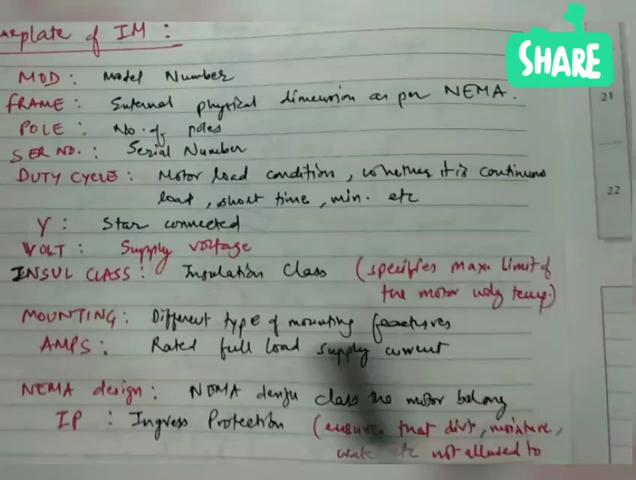 meplate of IM :
SHARE
MOD : Model Number
FRAME : External physical dimension as per NEMA.
POLE : No. of poles
SER NO. : Serial Number
DUTY CYCLE : Motor load condition, whether it is continuous
load, short time, min. etc
Y : Star connected
VOLT : Supply voltage
INSUL CLASS : Insulation Class (specifies max. limit of
the motor wdg temp.)
MOUNTING : Different type of mounting features
AMPS : Rated full load supply current
NEMA design : NEMA design class the motor belong
IP : Ingress Protection (ensures that dirt, moisture,
water etc not allowed to
21
22